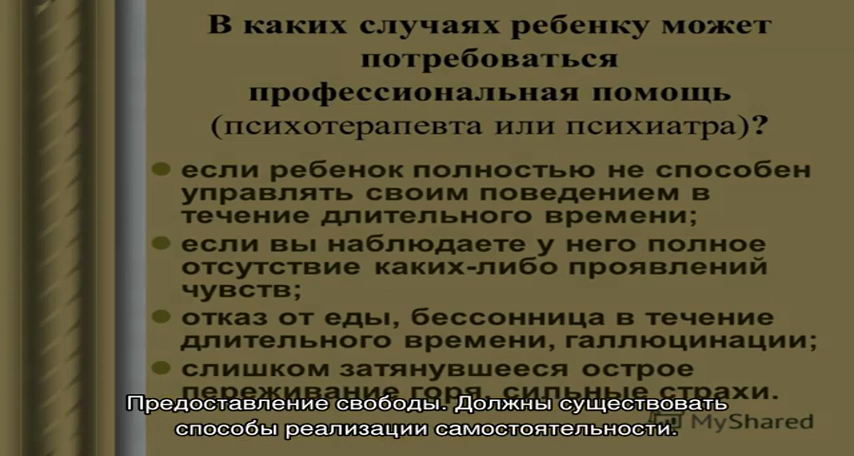 В каких случаях ребенку может
потребоваться
профессиональная помощь
(психотерапевта или психиатра)?
если ребенок полностью не способен
управлять своим поведением в
течение длительного времени;
если вы наблюдаете у него полное
отсутствие каких-либо проявлений
чувств;
отказ от еды, бессонница в течение
длительного времени, галлюцинации;
слишком затянувшееся острое
переживание горя, сильные страхи.
Предоставление свободы. Должны существовать
способы реализации самостоятельности.
MyShared